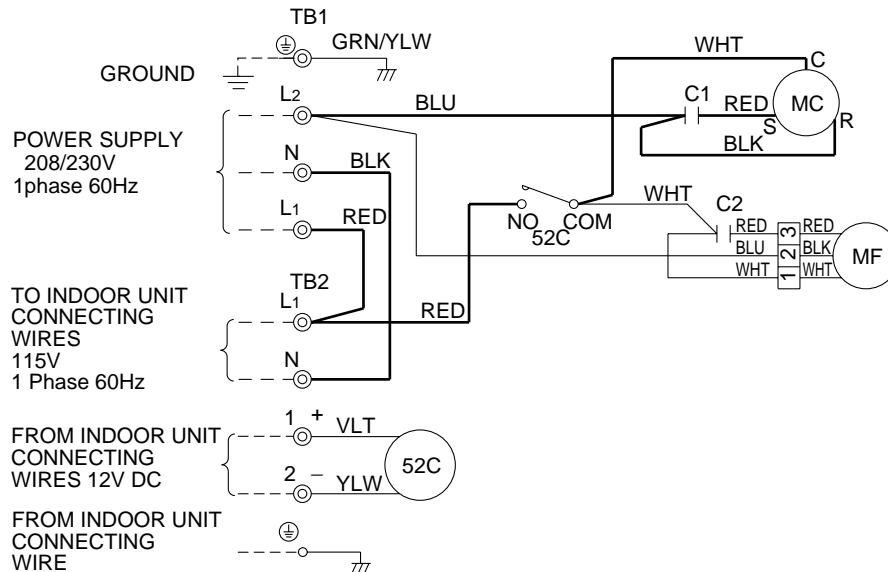 TB1
GRN/YLW
GROUND
POWER SUPPLY
208/230V
1phase 60Hz
L2
BLU
N
BLK
L1
RED
WHT
C
C1
RED
MC
S
R
BLK
WHT
NO
COM
52C
C2
RED
3
RED
BLU
2
BLK
MF
WHT
1
WHT
TO INDOOR UNIT
CONNECTING
WIRES
115V
1 Phase 60Hz
TB2
L1
RED
N
FROM INDOOR UNIT
CONNECTING
WIRES 12V DC
1 +
VLT
52C
2 −
YLW
FROM INDOOR UNIT
CONNECTING
WIRE